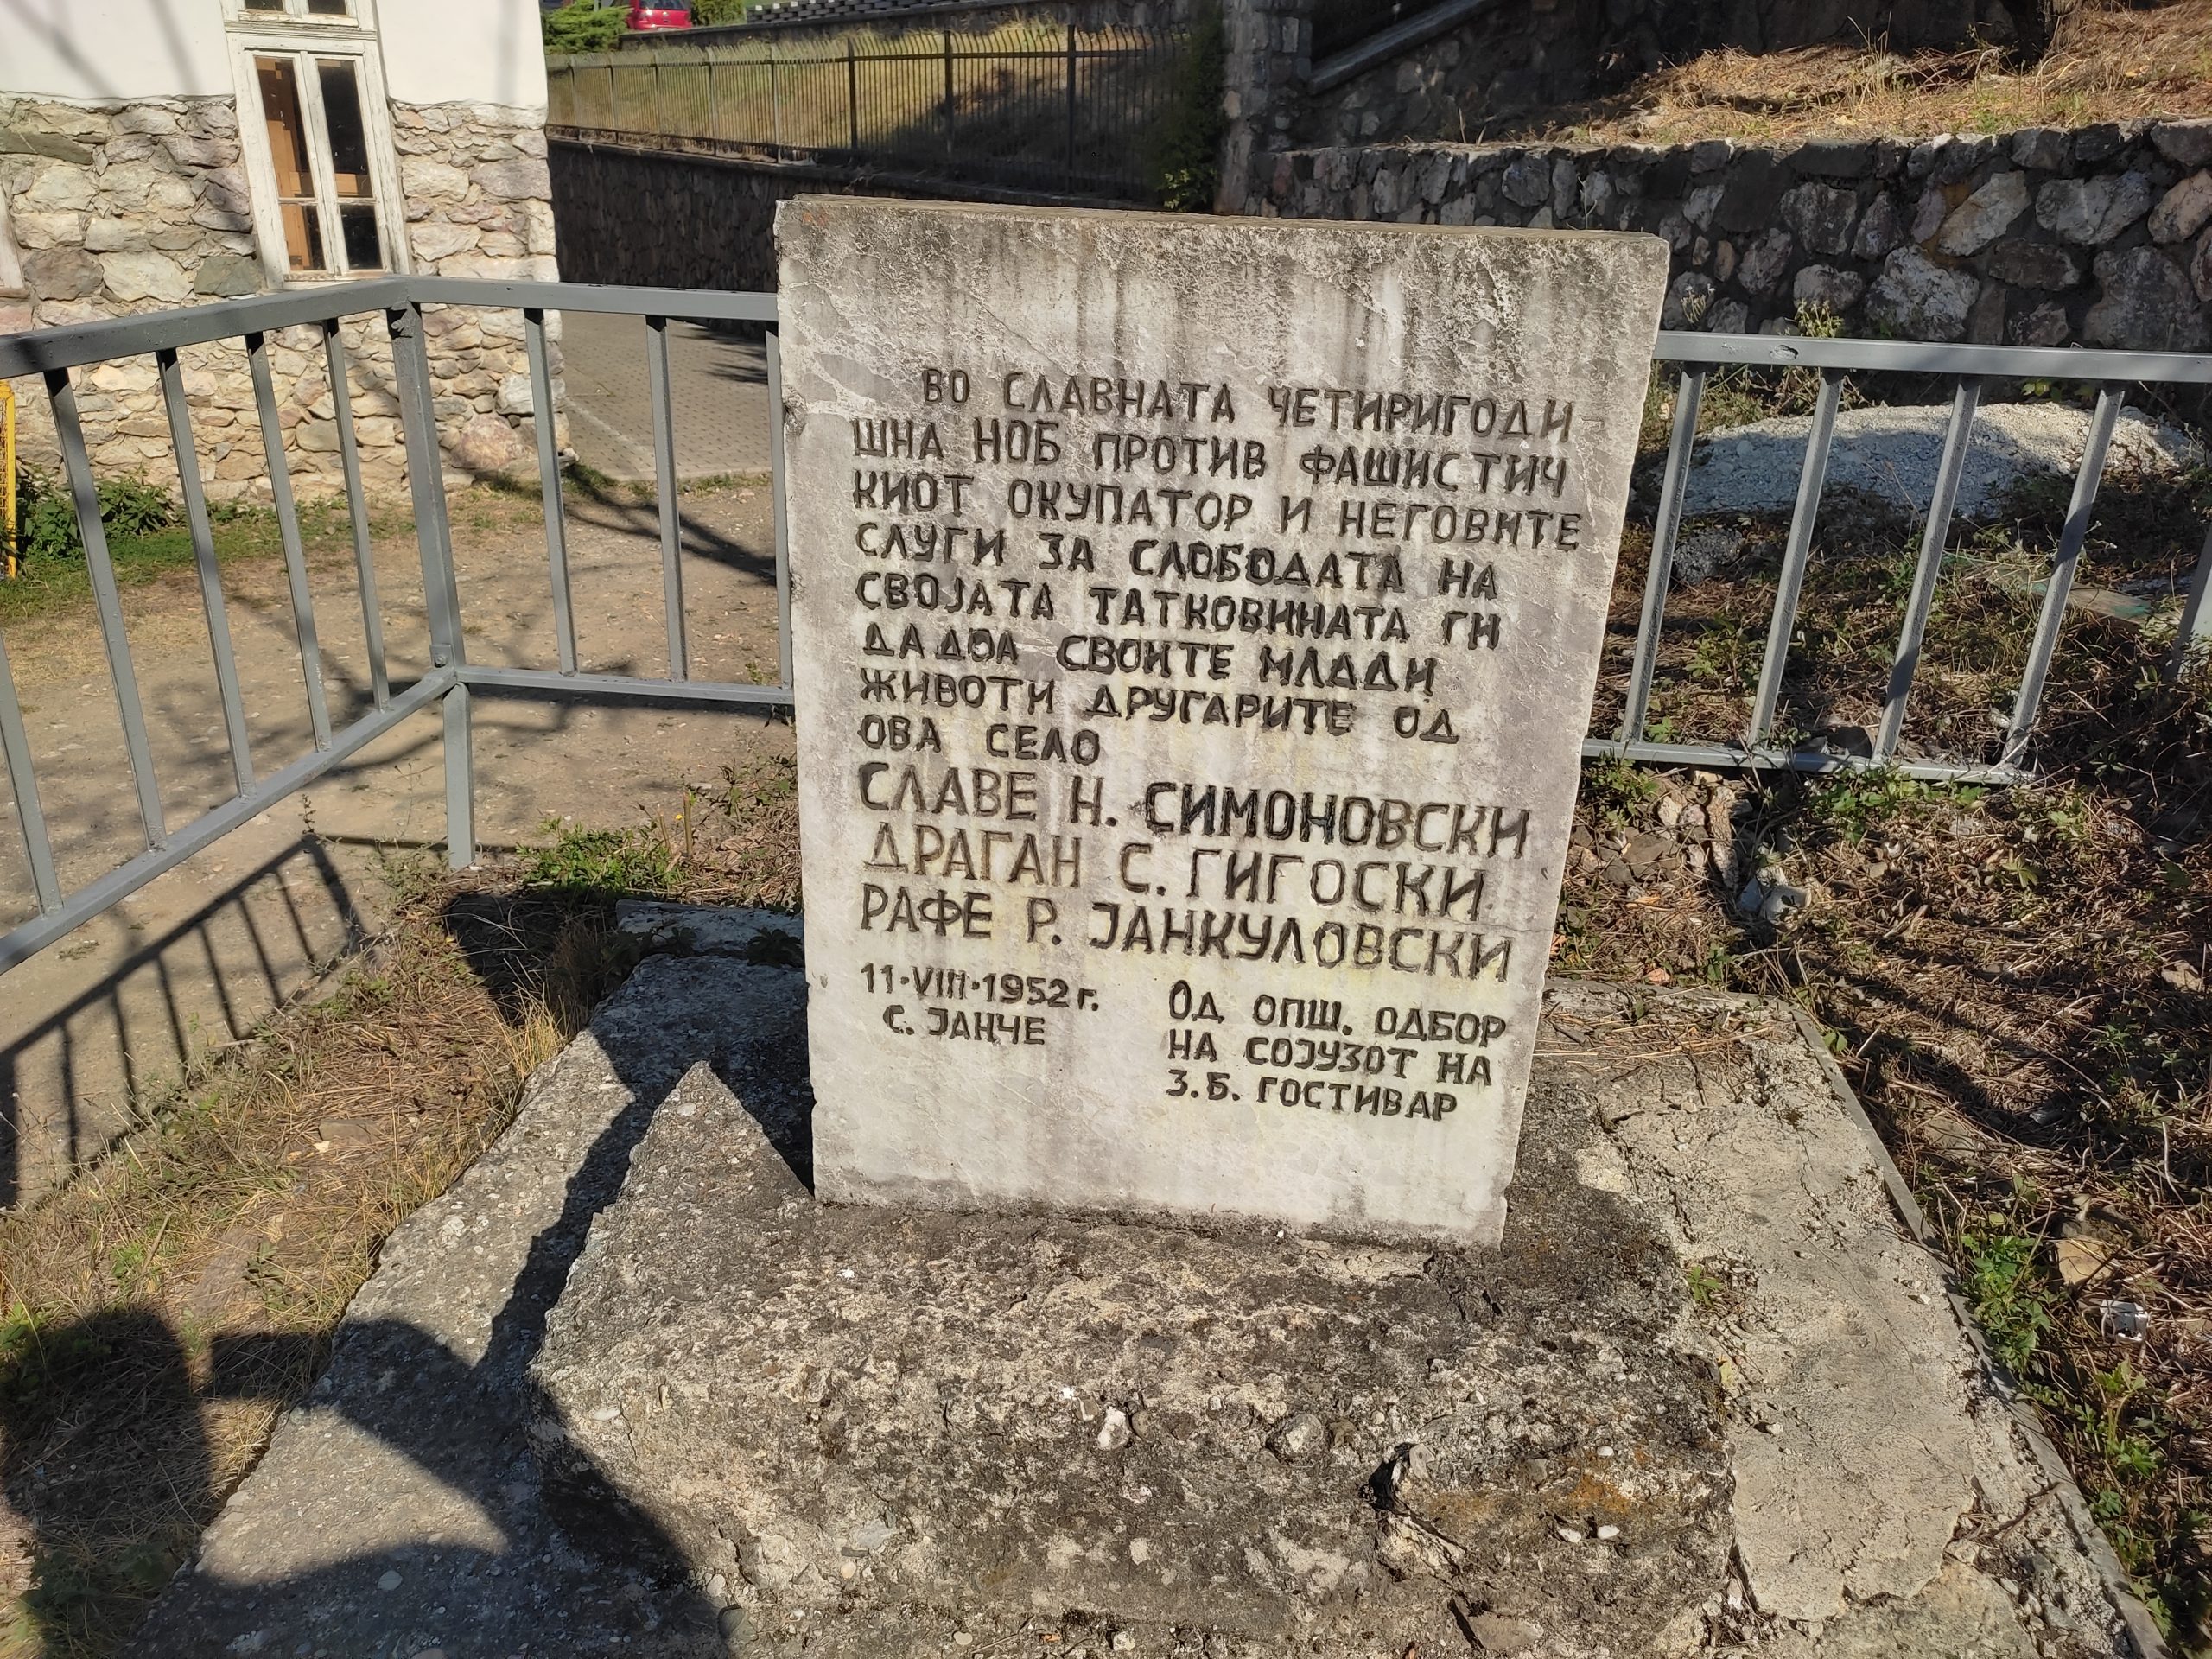 ВО СЛАВНАТА ЧЕТИРИГОДИ
ШНА НОБ ПРОТИВ ФАШИСТИЧ
КИОТ ОКУПАТОР И НЕГОВИТЕ
СЛУГИ ЗА СЛОБОДАТА НА
СВОЈАТА ТАТКОВИНАТА ГИ
ДАДОА СВОИТЕ МЛАДИ
ЖИВОТИ ДРУГАРИТЕ ОД
ОВА СЕЛО
СЛАВЕ Н. СИМОНОВСКИ
ДРАГАН С. ГИГОСКИ
РАФЕ Р. ЈАНКУЛОВСКИ
11·VIII·1952 г.
С. ЈАНЧЕ
ОД ОПШ. ОДБОР
НА СОЈУЗОТ НА
З.Б. ГОСТИВАР